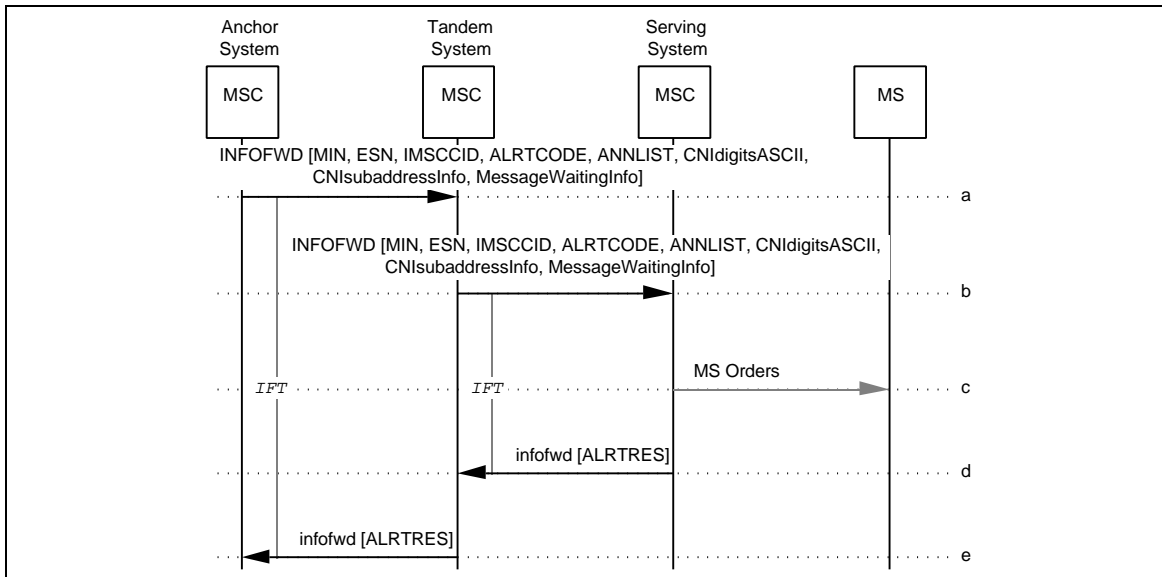 Anchor
System
Tandem
System
Serving
System
MSC
MSC
MSC
MS
INFOFWD [MIN, ESN, IMSCCID, ALRTCODE, ANNLIST, CNIdigitsASCII,
CNIsubaddressInfo, MessageWaitingInfo]
a
INFOFWD [MIN, ESN, IMSCCID, ALRTCODE, ANNLIST, CNIdigitsASCII,
CNIsubaddressInfo, MessageWaitingInfo]
b
MS Orders
IFT
IFT
c
infofwd [ALRTRES]
d
infofwd [ALRTRES]
e